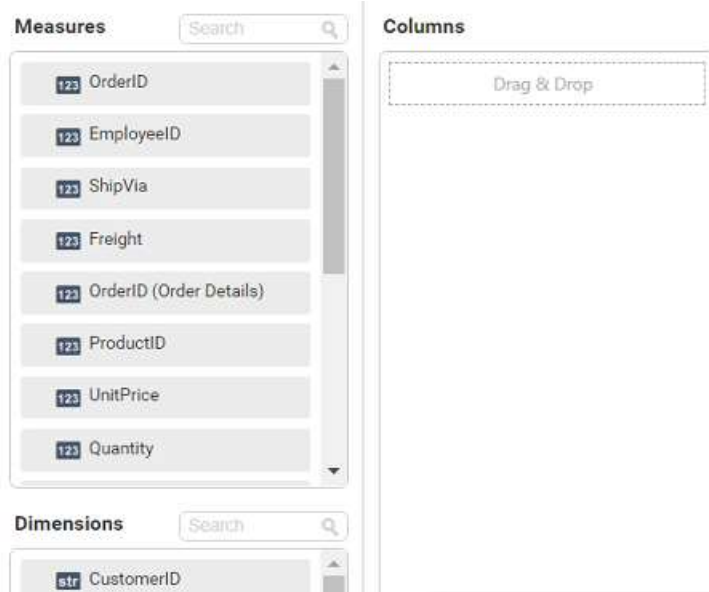 Measures
Search
123 OrderID
123 EmployeeID
123 ShipVia
123 Freight
123 OrderID (Order Details)
123 ProductID
123 UnitPrice
123 Quantity
Dimensions
Search
str CustomerID
Columns
Drag & Drop